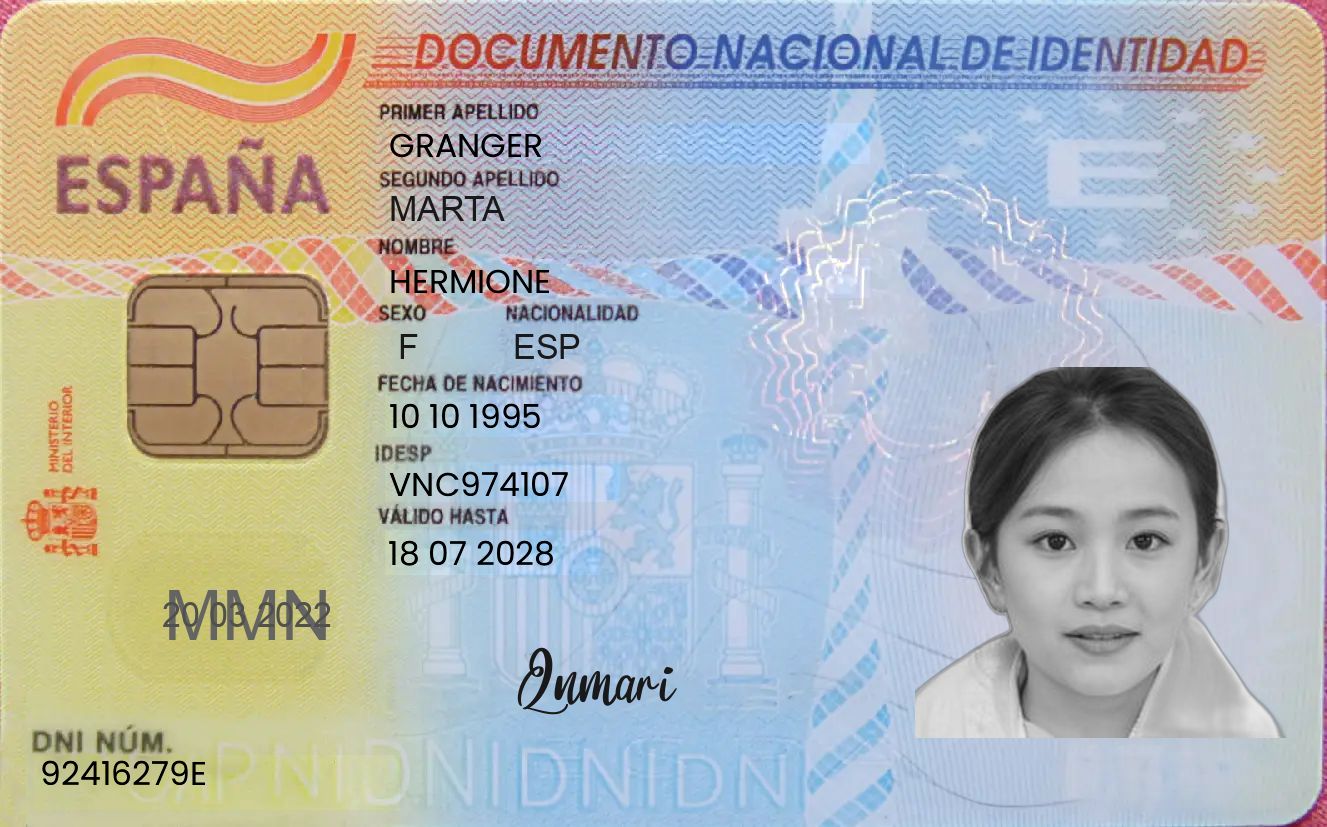 DOCUMENTO NACIONAL DE IDENTIDAD
ESPAÑA
PRIMER APELLIDO
GRANGER
SEGUNDO APELLIDO
MARTA
NOMBRE
HERMIONE
SEXO NACIONALIDAD
F ESP
FECHA DE NACIMIENTO
10 10 1995
IDESP
VNC974107
VÁLIDO HASTA
18 07 2028
MINISTERIO
DEL INTERIOR
20 03 2022
MMN
Qnmari
DNI NÚM.
92416279E
E